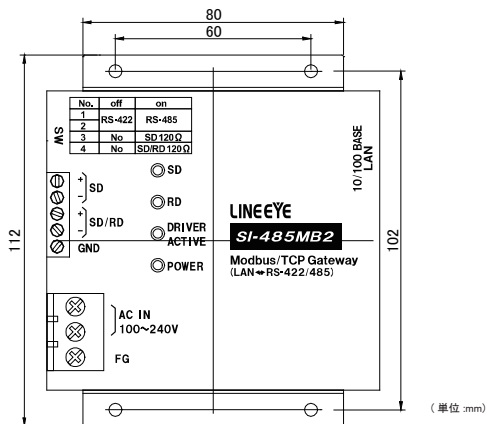 80
60
No. off on
1
2
RS-422 RS-485
3 No SD120Ω
4 No SD/RD120Ω
SW
+
−
SD
+
−
SD/RD
GND
SD
RD
DRIVER
ACTIVE
POWER
10/100 BASE
LAN
LINEEYE
SI-485MB2
Modbus/TCP Gateway
(LAN⇔RS-422/485)
AC IN
100〜240V
FG
112
102
(単位:mm)